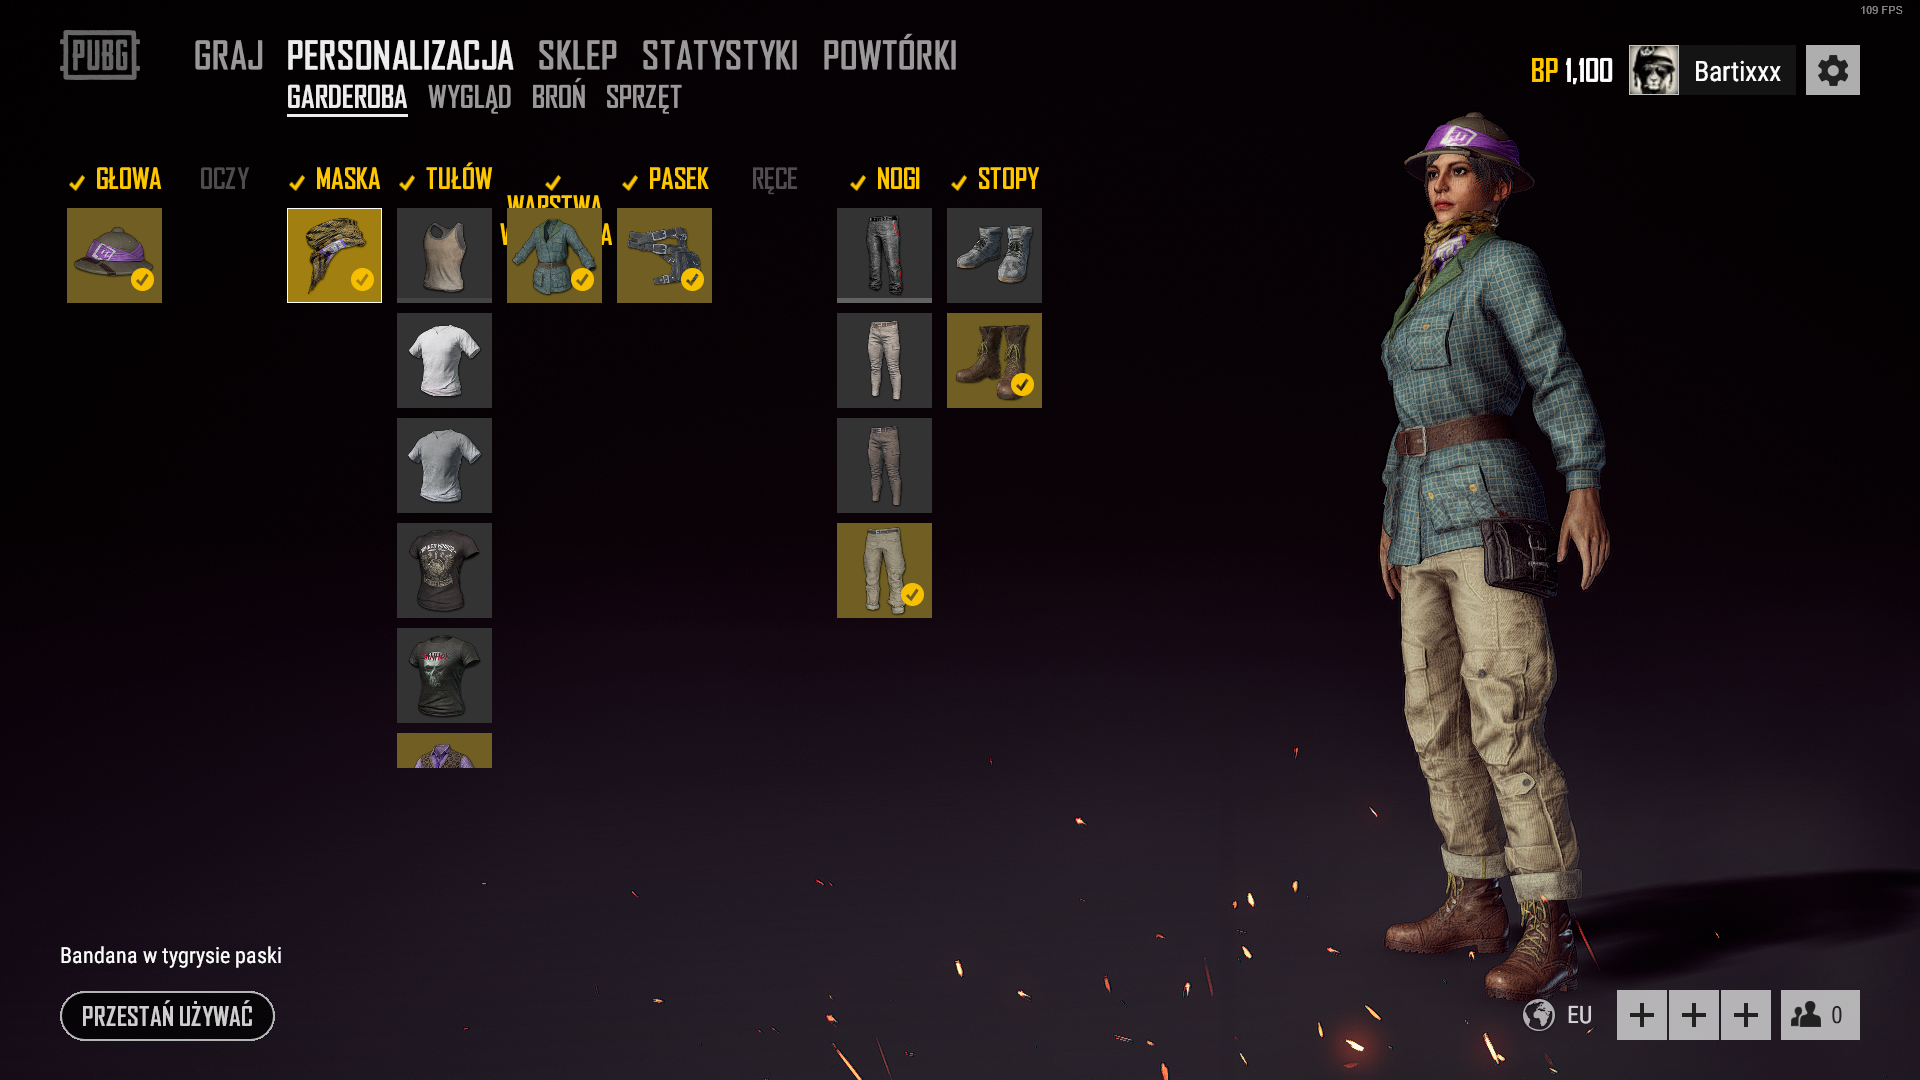 109 FPS
PUBG
GRAJ PERSONALIZACJA SKLEP STATYSTYKI POWTÓRKI
BP 1,100
Bartixxx
GARDEROBA WYGLĄD BROŃ SPRZĘT
GŁOWA OCZY MASKA TUŁÓW WARSTWA PASEK RĘCE NOGI STOPY
Bandana w tygrysie paski
PRZESTAŃ UŻYWAĆ
EU
0